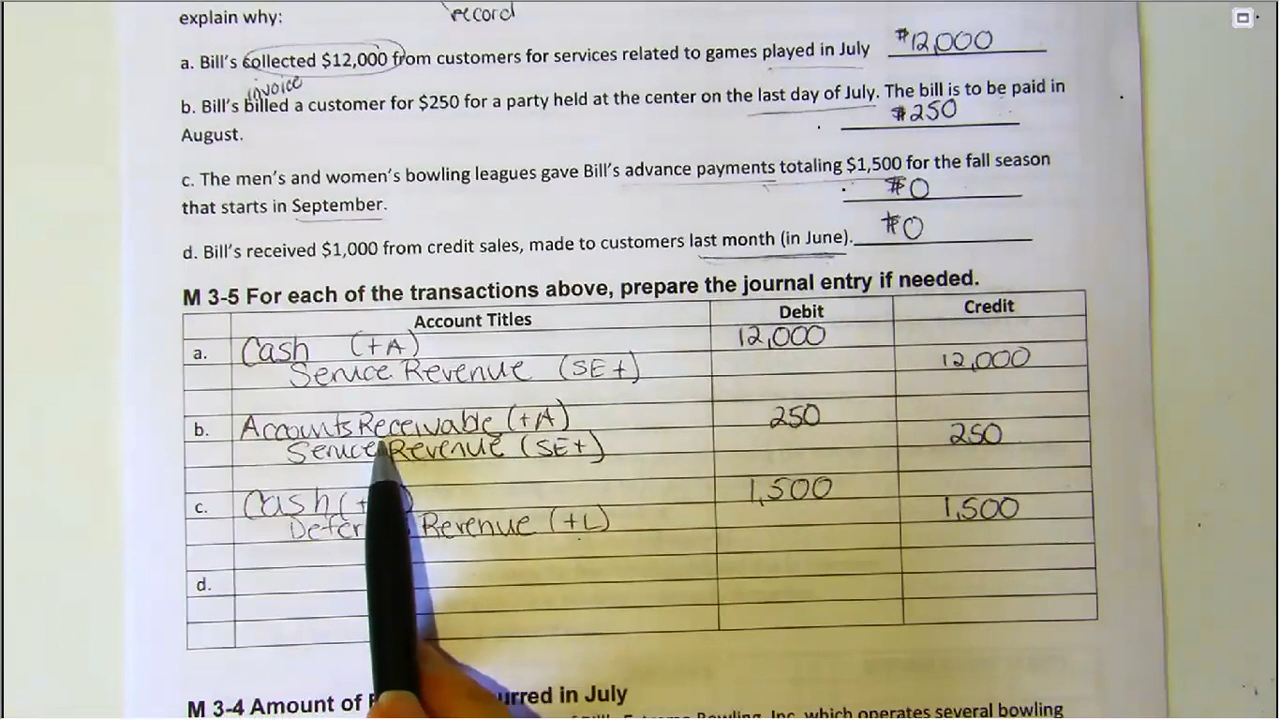 explain why:
record
a. Bill's collected $12,000 from customers for services related to games played in July $12,000
invoice
b. Bill's billed a customer for $250 for a party held at the center on the last day of July. The bill is to be paid in
August. $250
c. The men's and women's bowling leagues gave Bill's advance payments totaling $1,500 for the fall season
that starts in September. $0
d. Bill's received $1,000 from credit sales, made to customers last month (in June). $0
M 3-5 For each of the transactions above, prepare the journal entry if needed.
Account Titles Debit Credit
a. Cash (+A) 12,000
Service Revenue (SE+) 12,000
b. Accounts Receivable (+A) 250
Service Revenue (SE+) 250
c. Cash (+ ) 1,500
Defer Revenue (+L) 1,500
d.
M 3-4 Amount of urred in July
Bowling, Inc. which operates several bowling